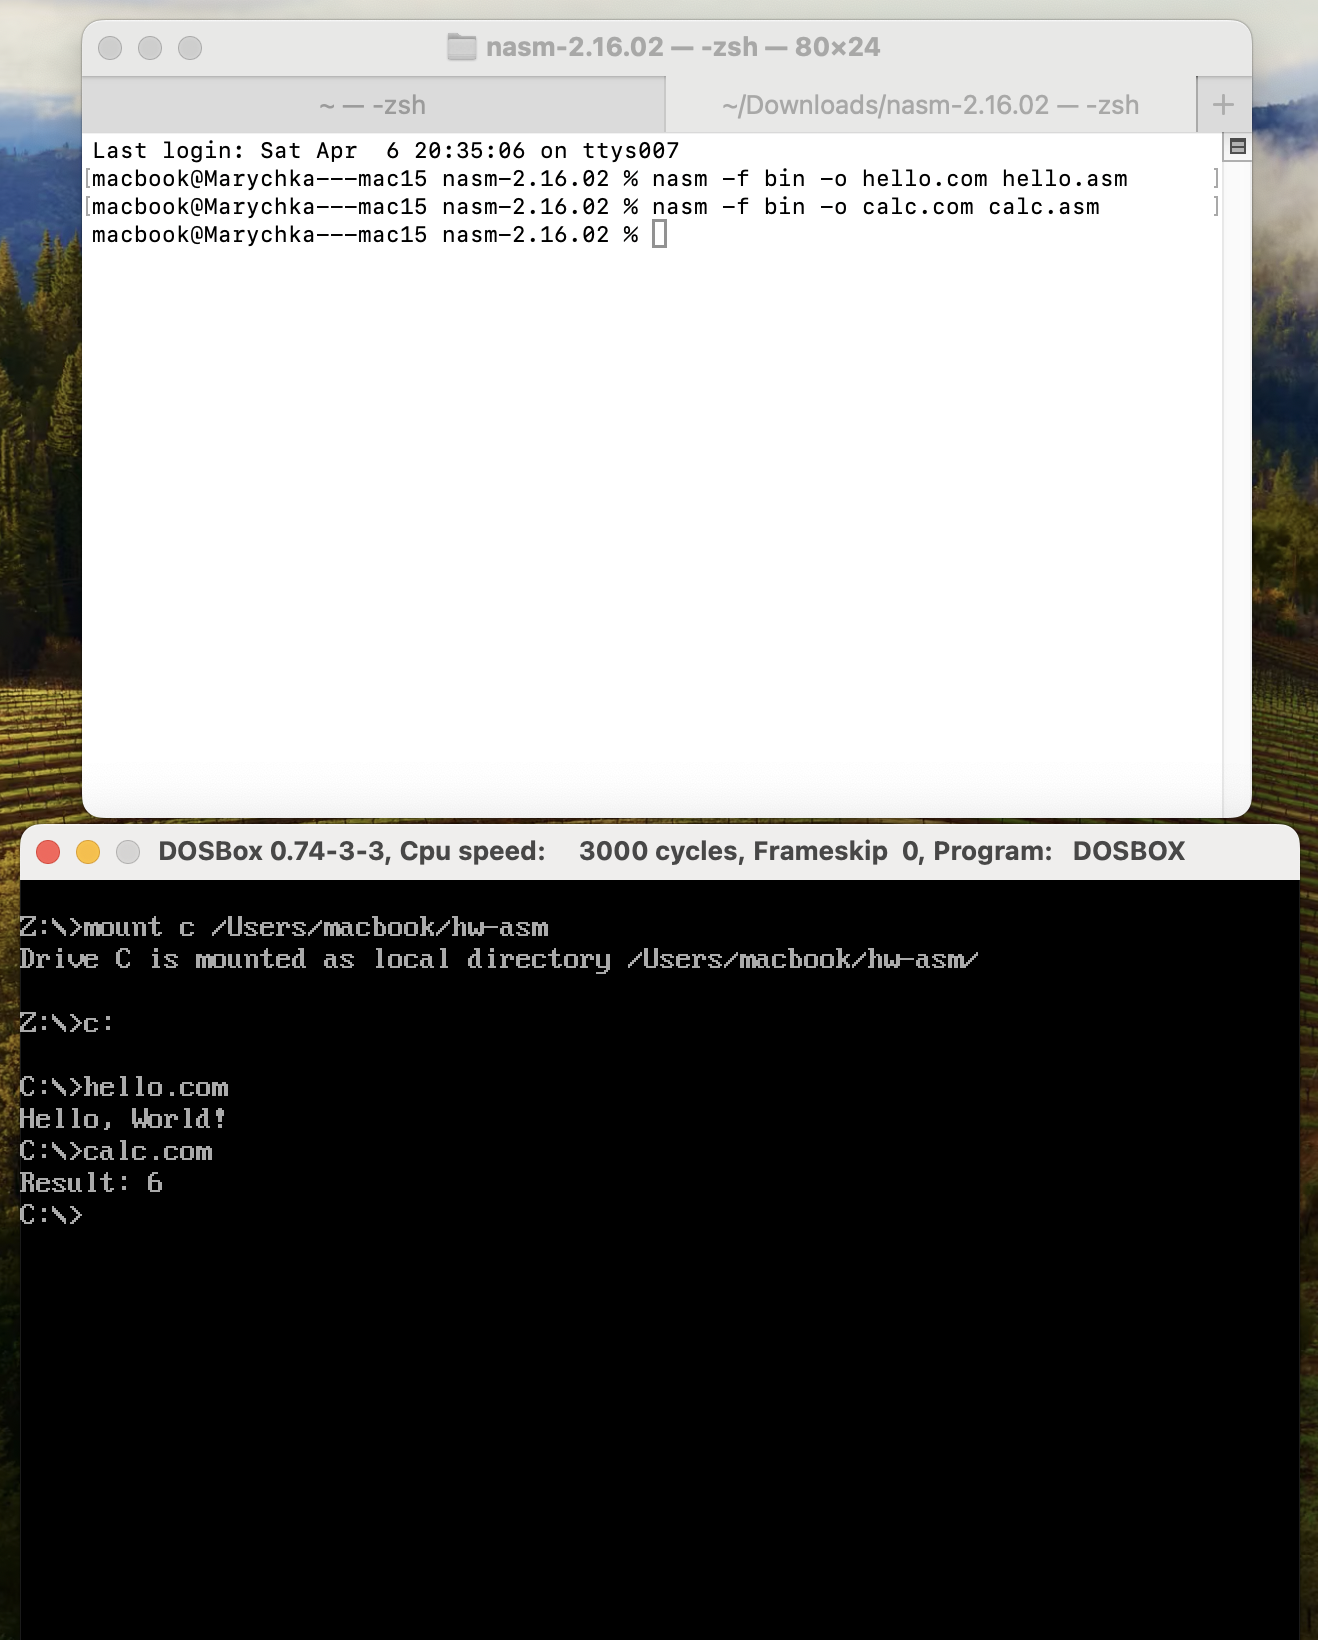 nasm-2.16.02 — -zsh — 80×24
~ — -zsh
~/Downloads/nasm-2.16.02 — -zsh
+
Last login: Sat Apr  6 20:35:06 on ttys007
[macbook@Marychka---mac15 nasm-2.16.02 % nasm -f bin -o hello.com hello.asm ]
[macbook@Marychka---mac15 nasm-2.16.02 % nasm -f bin -o calc.com calc.asm ]
macbook@Marychka---mac15 nasm-2.16.02 %
DOSBox 0.74-3-3, Cpu speed:    3000 cycles, Frameskip  0, Program:   DOSBOX
Z:\>mount c /Users/macbook/hw-asm
Drive C is mounted as local directory /Users/macbook/hw-asm/
Z:\>c:
C:\>hello.com
Hello, World!
C:\>calc.com
Result: 6
C:\>